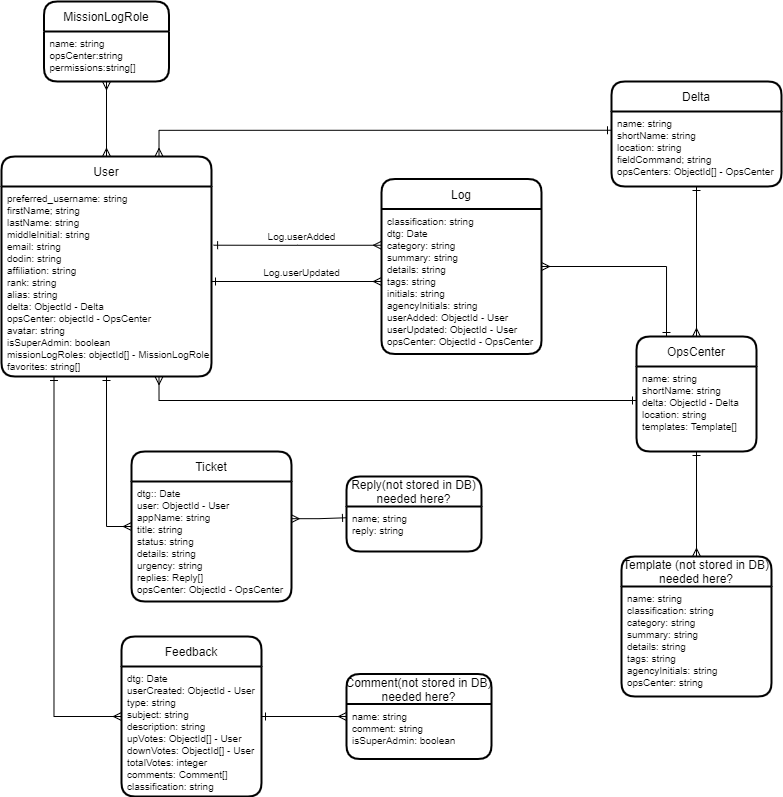 MissionLogRole
name: string
opsCenter:string
permissions:string[]
Delta
name: string
shortName: string
location: string
fieldCommand; string
opsCenters: ObjectId[] - OpsCenter
User
preferred_username: string
firstName; string
lastName: string
middleInitial: string
email: string
dodin: string
affiliation: string
rank: string
alias: string
delta: ObjectId - Delta
opsCenter: objectId - OpsCenter
avatar: string
isSuperAdmin: boolean
missionLogRoles: objectId[] - MissionLogRole
favorites: string[]
Log.userAdded
Log.userUpdated
Log
classification: string
dtg: Date
category: string
summary: string
details: string
tags: string
initials: string
agencyInitials: string
userAdded: ObjectId - User
userUpdated: ObjectId - User
opsCenter: ObjectId - OpsCenter
OpsCenter
name: string
shortName: string
delta: ObjectId - Delta
location: string
templates: Template[]
Ticket
dtg:: Date
user: ObjectId - User
appName: string
title: string
status: string
details: string
urgency: string
replies: Reply[]
opsCenter: ObjectId - OpsCenter
Reply(not stored in DB)
needed here?
name; string
reply: string
Template (not stored in DB)
needed here?
name: string
classification: string
category: string
summary: string
details: string
tags: string
agencyInitials: string
opsCenter: string
Feedback
dtg: Date
userCreated: ObjectId - User
type: string
subject: string
description: string
upVotes: ObjectId[] - User
downVotes: ObjectId[] - User
totalVotes: integer
comments: Comment[]
classification: string
Comment(not stored in DB)
needed here?
name: string
comment: string
isSuperAdmin: boolean